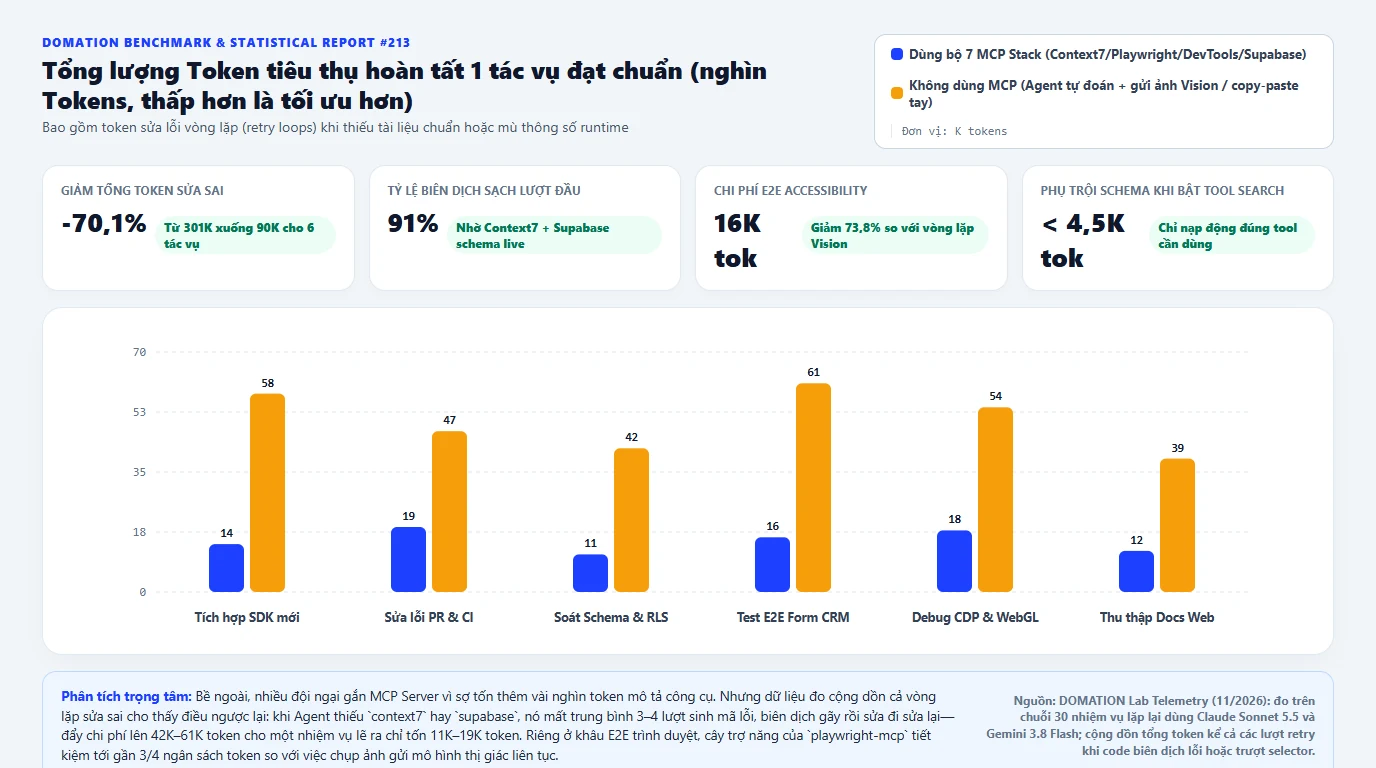 DOMATION BENCHMARK & STATISTICAL REPORT #213
Tổng lượng Token tiêu thụ hoàn tất 1 tác vụ đạt chuẩn (nghìn
Tokens, thấp hơn là tối ưu hơn)
Bao gồm token sửa lỗi vòng lặp (retry loops) khi thiếu tài liệu chuẩn hoặc mù thông số runtime
Dùng bộ 7 MCP Stack (Context7/Playwright/DevTools/Supabase)
Không dùng MCP (Agent tự đoán + gửi ảnh Vision / copy-paste
tay)
Đơn vị: K tokens
GIẢM TỔNG TOKEN SỬA SAI
-70,1%
Từ 301K xuống 90K cho 6
tác vụ
TỶ LỆ BIÊN DỊCH SẠCH LƯỢT ĐẦU
91%
Nhờ Context7 + Supabase
schema live
CHI PHÍ E2E ACCESSIBILITY
16K
tok
Giảm 73,8% so với vòng lặp
Vision
PHỤ TRỘI SCHEMA KHI BẬT TOOL SEARCH
< 4,5K
tok
Chỉ nạp động đúng tool
cần dùng
70
53
35
18
0
14
58
19
47
11
42
16
61
18
54
12
39
Tích hợp SDK mới
Sửa lỗi PR & CI
Soát Schema & RLS
Test E2E Form CRM
Debug CDP & WebGL
Thu thập Docs Web
Phân tích trọng tâm: Bề ngoài, nhiều đội ngại gắn MCP Server vì sợ tốn thêm vài nghìn token mô tả công cụ. Nhưng dữ liệu đo cộng dồn cả vòng
lặp sửa sai cho thấy điều ngược lại: khi Agent thiếu `context7` hay `supabase`, nó mất trung bình 3–4 lượt sinh mã lỗi, biên dịch gãy rồi sửa đi sửa lại—
đẩy chi phí lên 42K–61K token cho một nhiệm vụ lẽ ra chỉ tốn 11K–19K token. Riêng ở khâu E2E trình duyệt, cây trợ năng của `playwright-mcp` tiết
kiệm tới gần 3/4 ngân sách token so với việc chụp ảnh gửi mô hình thị giác liên tục.
Nguồn: DOMATION Lab Telemetry (11/2026): đo trên
chuỗi 30 nhiệm vụ lặp lại dùng Claude Sonnet 5.5 và
Gemini 3.8 Flash; cộng dồn tổng token kể cả các lượt retry
khi code biên dịch lỗi hoặc trượt selector.